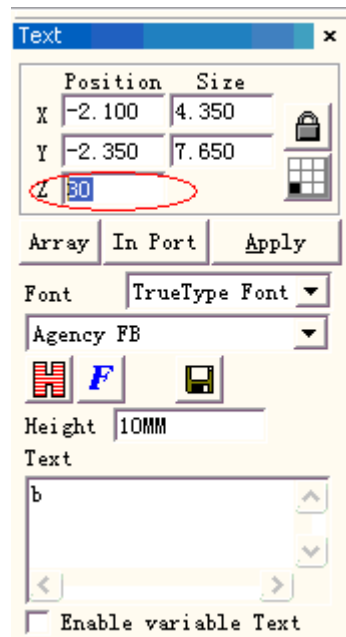 Text
Position Size
X -2.100 4.350
Y -2.350 7.650
Z 30
Array In Port Apply
Font TrueType Font
Agency FB
H F
Height 10MM
Text
b
Enable variable Text